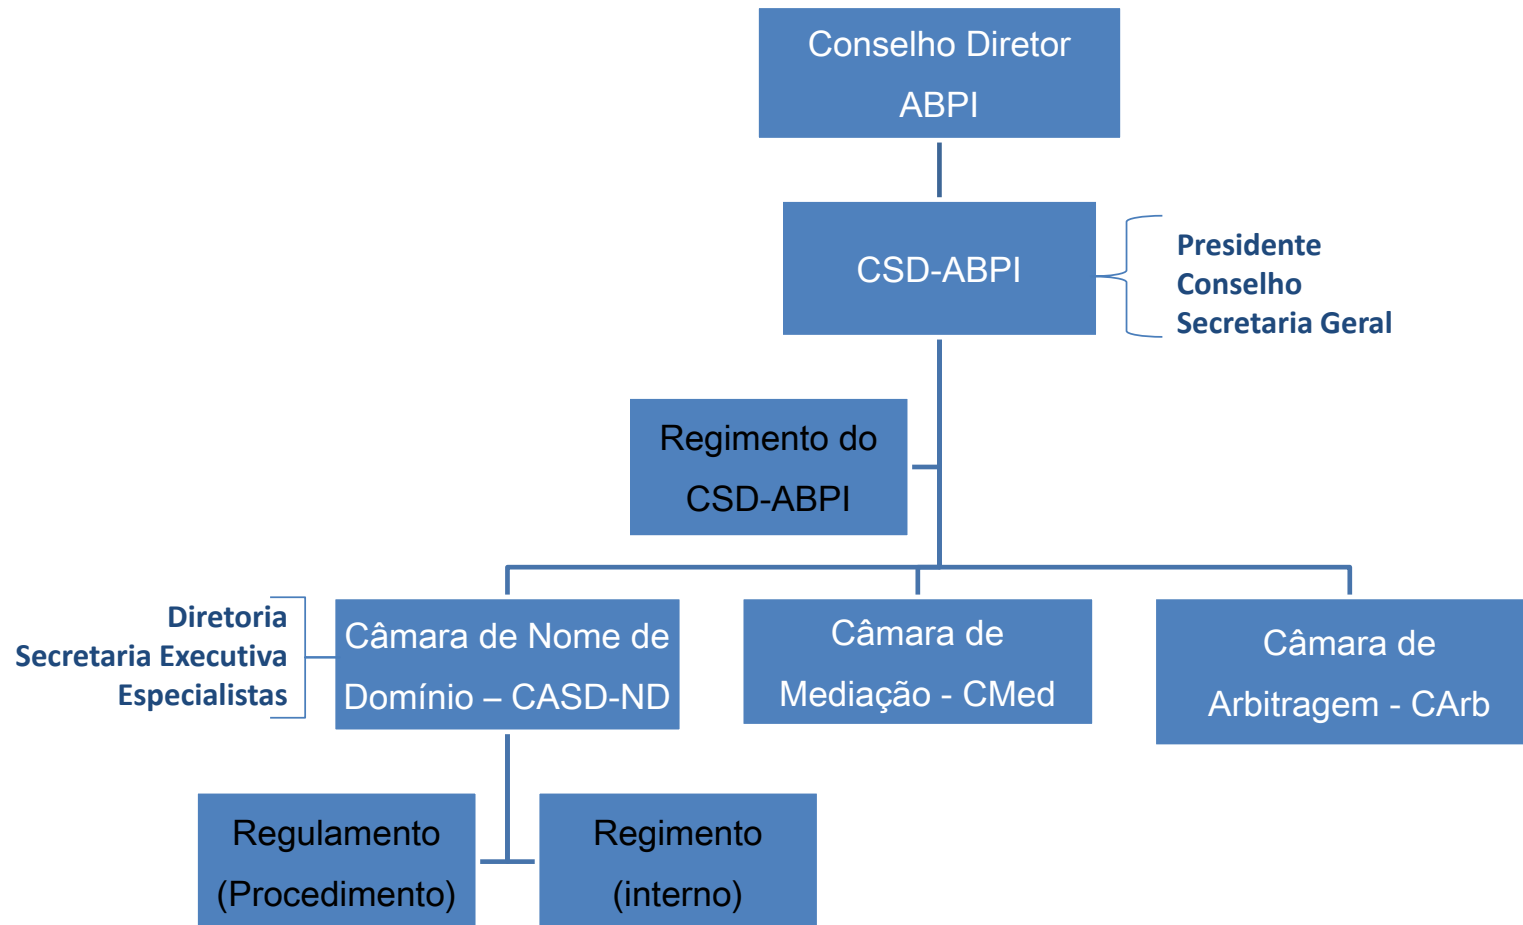 Conselho Diretor
ABPI
CSD-ABPI
Presidente
Conselho
Secretaria Geral
Regimento do
CSD-ABPI
Diretoria
Secretaria Executiva
Especialistas
Câmara de Nome de
Domínio – CASD-ND
Câmara de
Mediação - CMed
Câmara de
Arbitragem - CArb
Regulamento
(Procedimento)
Regimento
(interno)